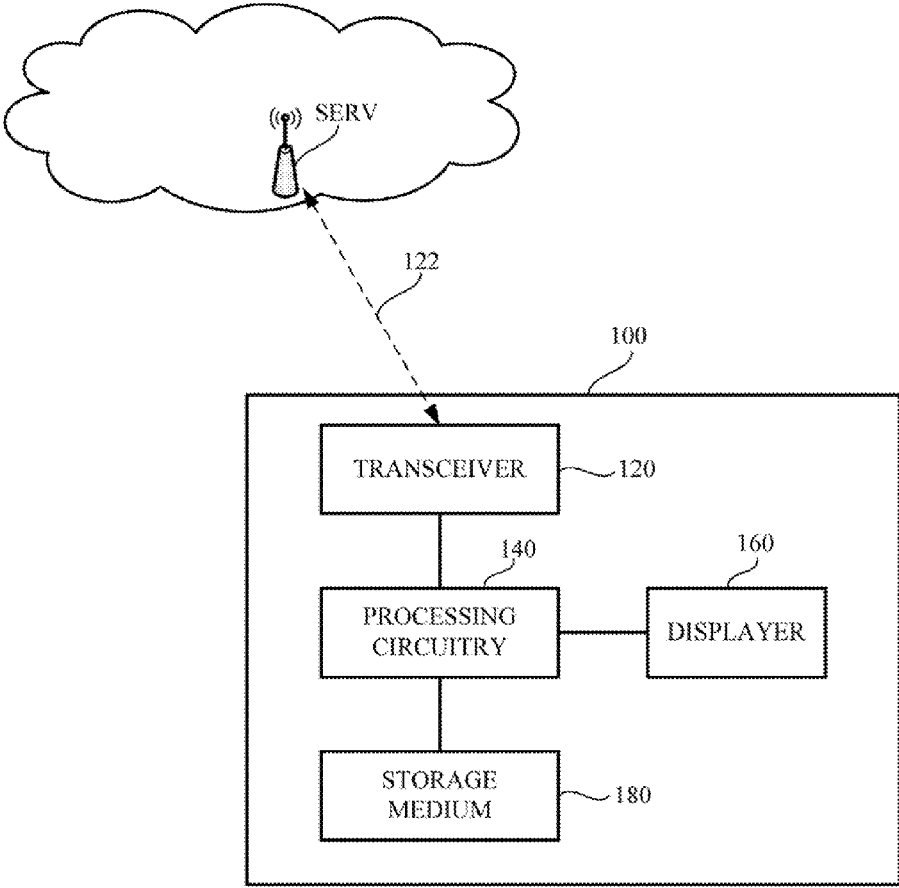 SERV
122
100
TRANSCEIVER
120
140
160
PROCESSING
CIRCUITRY
DISPLAYER
STORAGE
MEDIUM
180